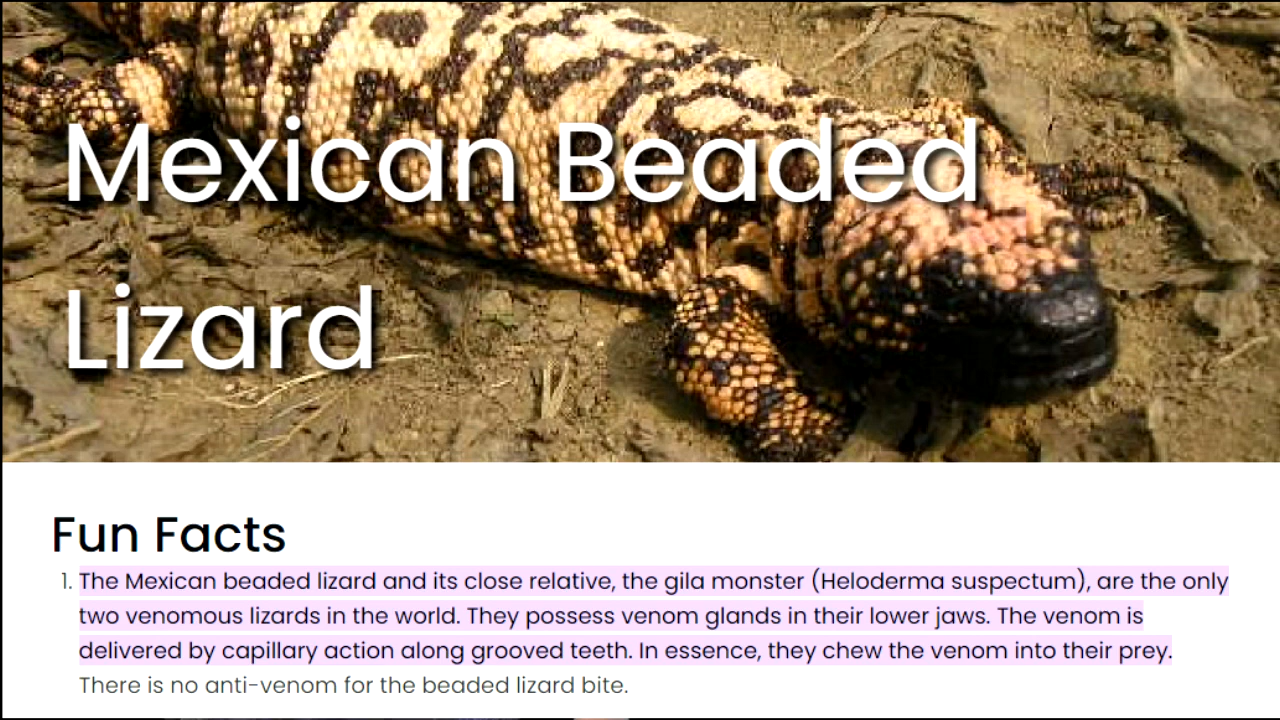 Mexican Beaded
Lizard
Fun Facts
1. The Mexican beaded lizard and its close relative, the gila monster (Heloderma suspectum), are the only
two venomous lizards in the world. They possess venom glands in their lower jaws. The venom is
delivered by capillary action along grooved teeth. In essence, they chew the venom into their prey.
There is no anti-venom for the beaded lizard bite.